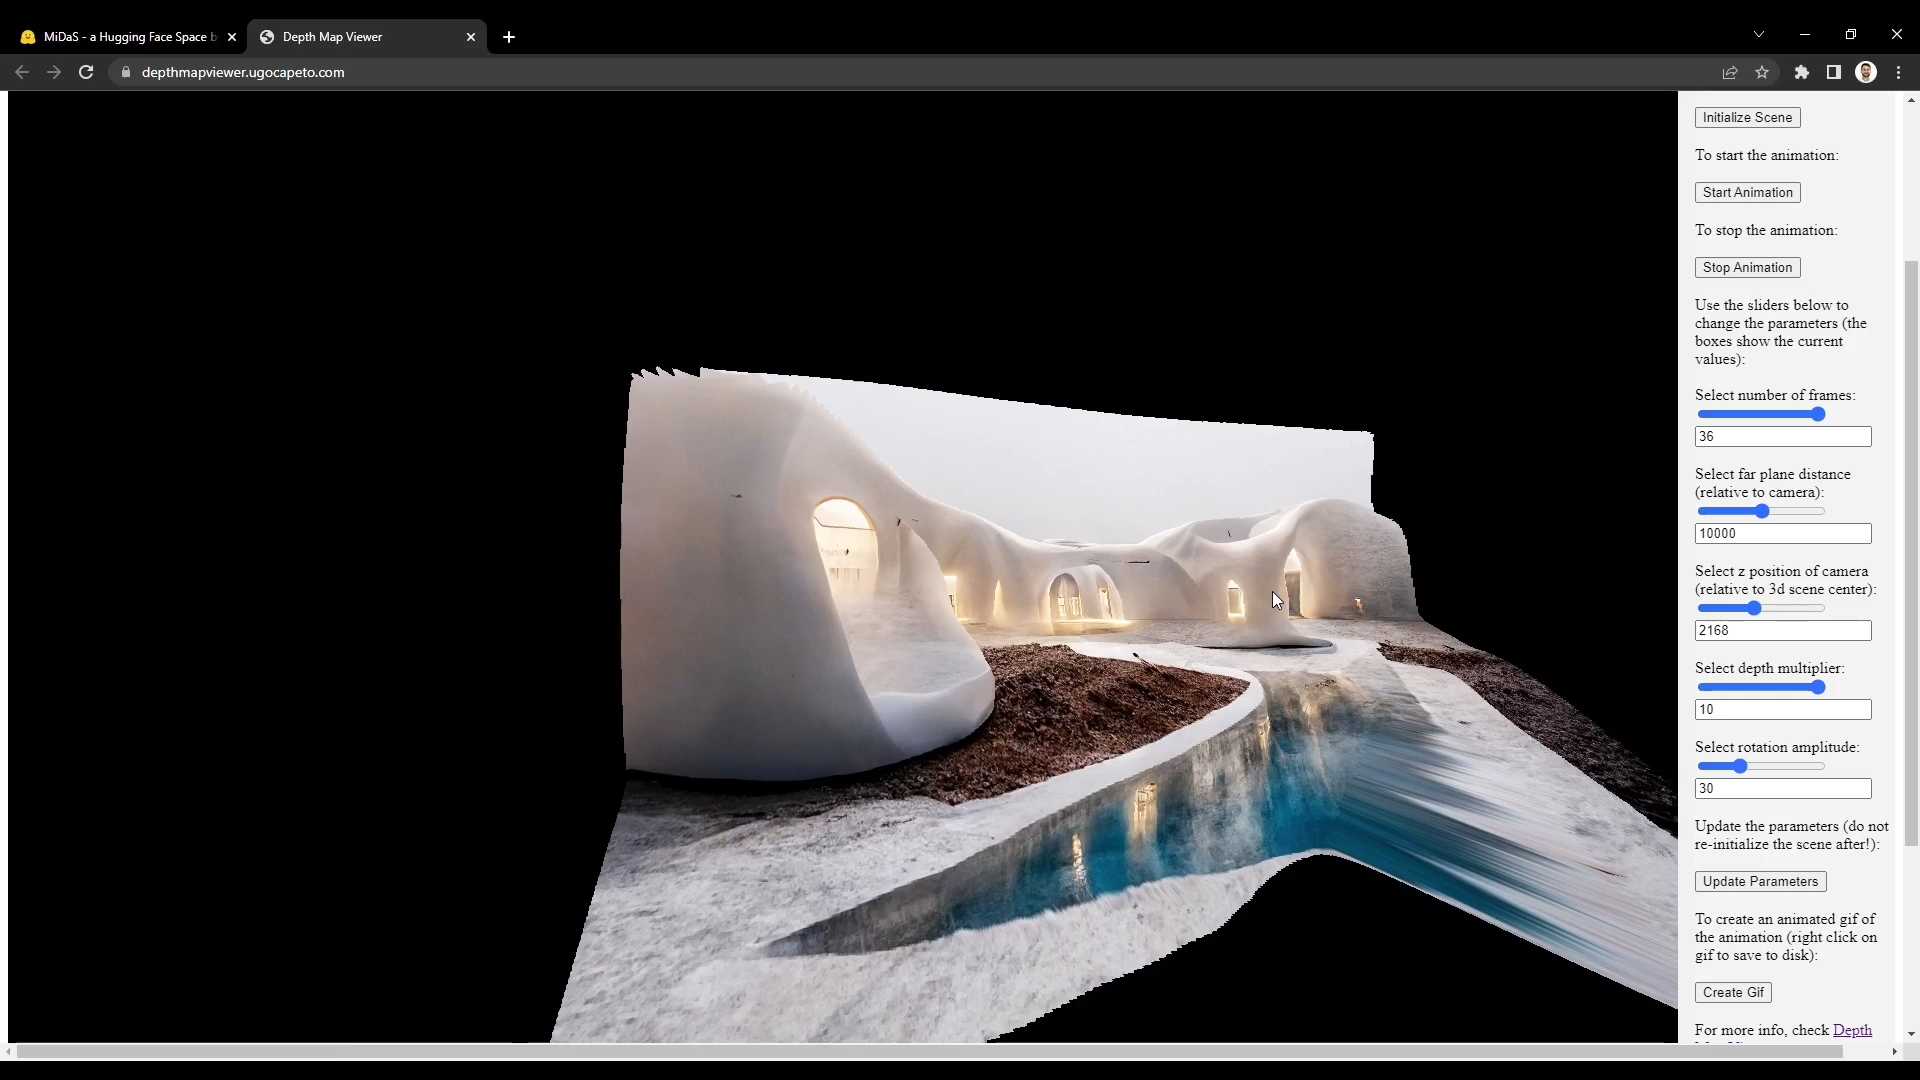 MiDaS - a Hugging Face Space b
Depth Map Viewer
depthmapviewer.ugocapeto.com
Initialize Scene
To start the animation:
Start Animation
To stop the animation:
Stop Animation
Use the sliders below to
change the parameters (the
boxes show the current
values):
Select number of frames:
36
Select far plane distance
(relative to camera):
10000
Select z position of camera
(relative to 3d scene center):
2168
Select depth multiplier:
10
Select rotation amplitude:
30
Update the parameters (do not
re-initialize the scene after!):
Update Parameters
To create an animated gif of
the animation (right click on
gif to save to disk):
Create Gif
For more info, check Depth